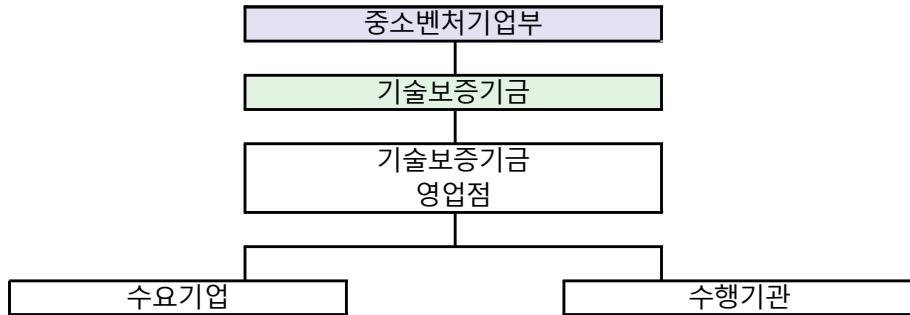 중소벤처기업부
기술보증기금
기술보증기금
영업점
수요기업
수행기관